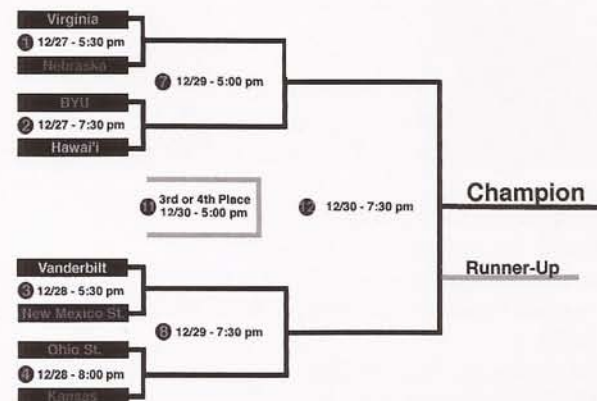 Virginia
1 12/27 - 5:30 pm
Nebraska
7 12/29 - 5:00 pm
BYU
2 12/27 - 7:30 pm
Hawai'i
11 3rd or 4th Place
12/30 - 5:00 pm
12 12/30 - 7:30 pm
Champion
Runner-Up
Vanderbilt
3 12/28 - 5:30 pm
New Mexico St.
8 12/29 - 7:30 pm
Ohio St.
4 12/28 - 8:00 pm
Kansas